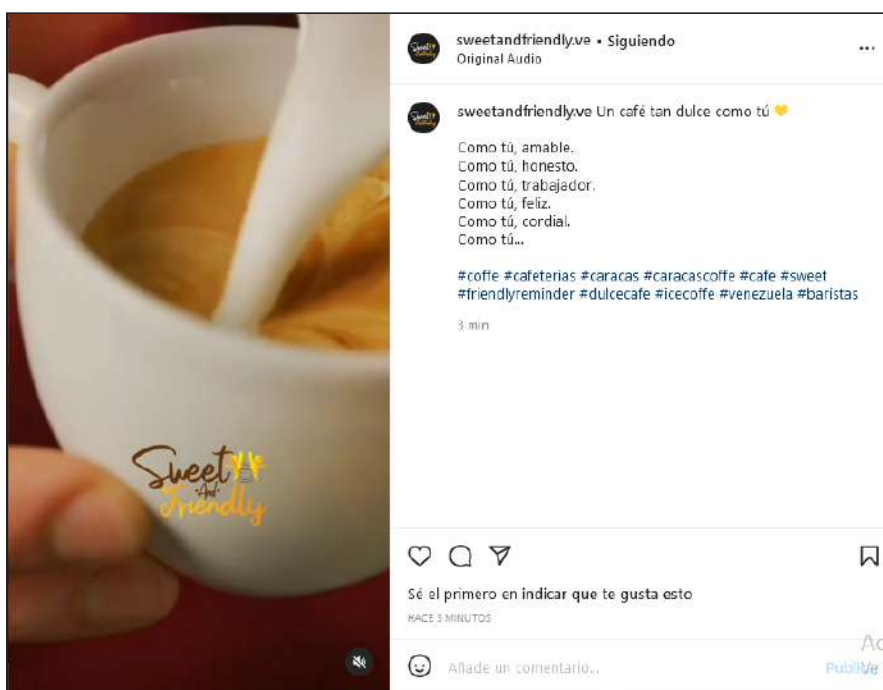 sweetandfriendly.ve • Siguiendo
Original Audio
sweetandfriendly.ve Un café tan dulce como tú 💛
Como tú, amable.
Como tú, honesto.
Como tú, trabajador.
Como tú, feliz.
Como tú, cordial.
Como tú...
#coffe #cafeterias #caracas #caracascoffe #cafe #sweet
#friendlyreminder #dulcecafe #icecoffe #venezuela #baristas
3 min
Sweet
And
Friendly
Sé el primero en indicar que te gusta esto
HACE 3 MINUTOS
Añade un comentario...